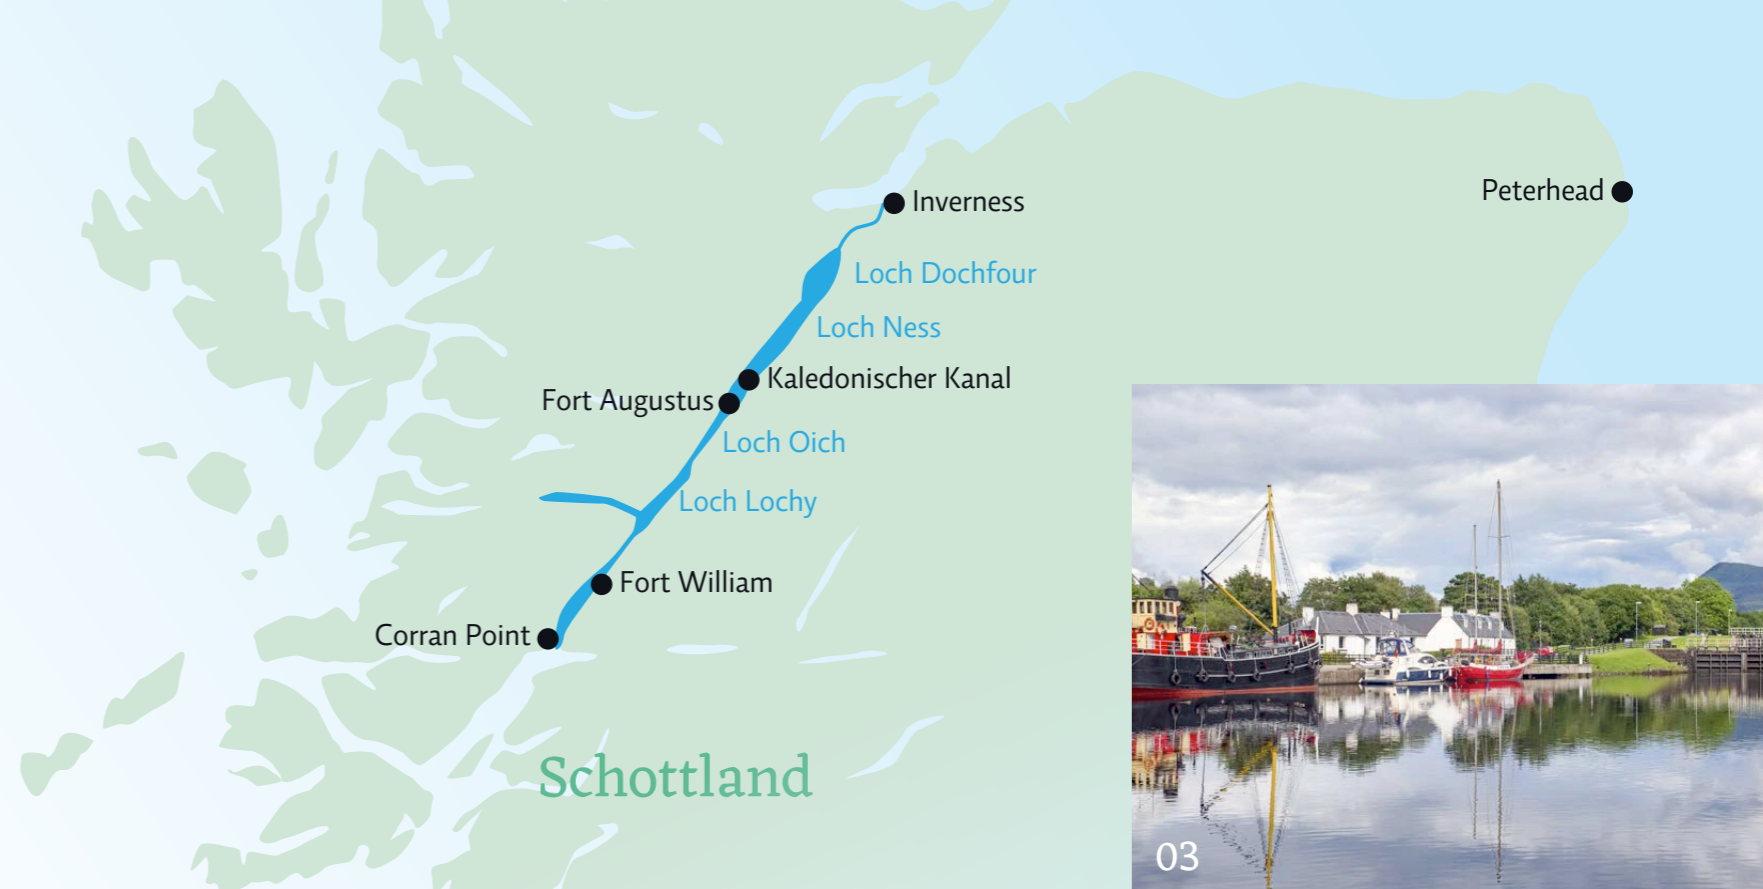 Peterhead
Inverness
Loch Dochfour
Loch Ness
Kaledonischer Kanal
Fort Augustus
Loch Oich
Loch Lochy
Fort William
Corran Point
Schottland
03